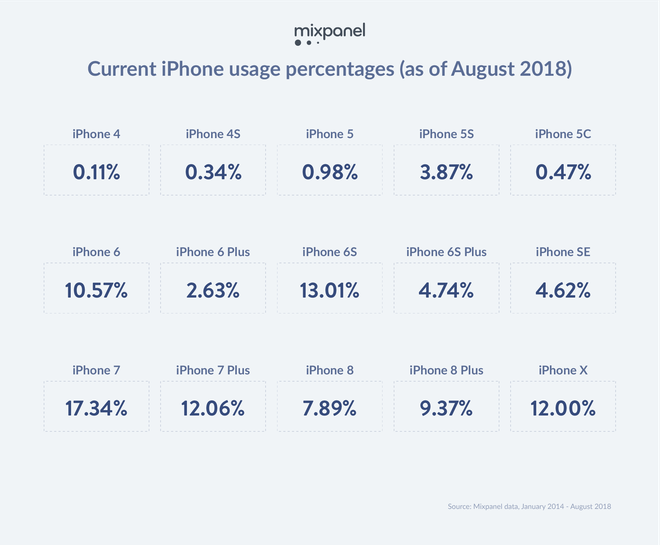 mixpanel
Current iPhone usage percentages (as of August 2018)
iPhone 4 iPhone 4S iPhone 5 iPhone 5S iPhone 5C
0.11% 0.34% 0.98% 3.87% 0.47%
iPhone 6 iPhone 6 Plus iPhone 6S iPhone 6S Plus iPhone SE
10.57% 2.63% 13.01% 4.74% 4.62%
iPhone 7 iPhone 7 Plus iPhone 8 iPhone 8 Plus iPhone X
17.34% 12.06% 7.89% 9.37% 12.00%
Source: Mixpanel data, January 2014 - August 2018